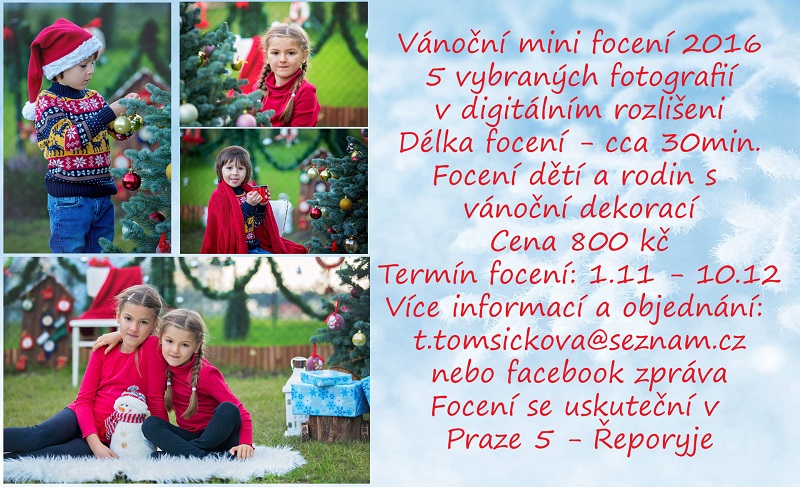 Vánoční mini focení 2016
5 vybraných fotografií
v digitálním rozlišeni
Délka focení - cca 30min.
Focení dětí a rodin s
vánoční dekorací
Cena 800 kč
Termín focení: 1.11 - 10.12
Více informací a objednání:
t.tomsickova@seznam.cz
nebo facebook zpráva
Focení se uskuteční v
Praze 5 - Řeporyje